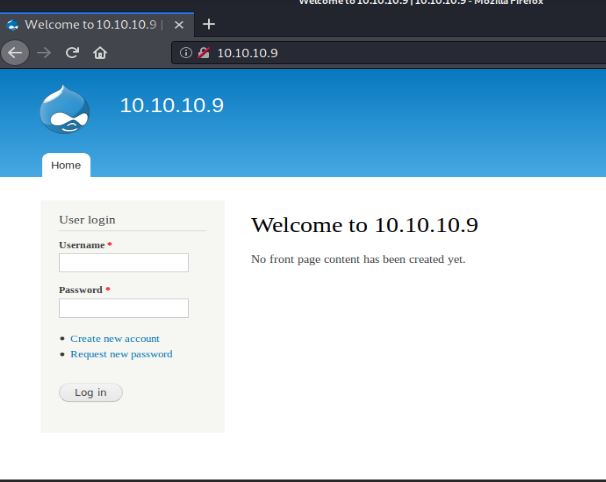 Welcome to 10.10.10.9 | 10.10.10.9 - Mozilla Firefox
Welcome to 10.10.10.9 |
10.10.10.9
10.10.10.9
Home
User login
Username *
Password *
Create new account
Request new password
Log in
Welcome to 10.10.10.9
No front page content has been created yet.